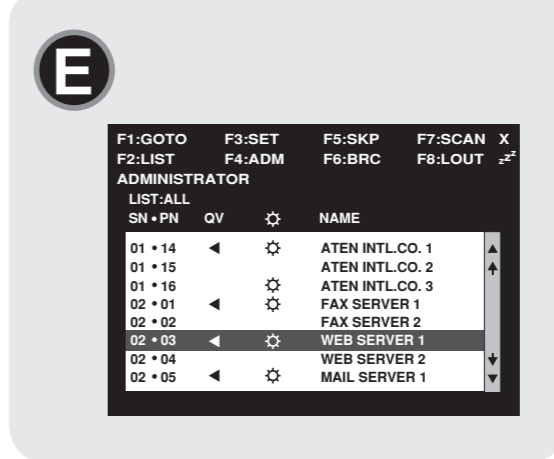 E
F1:GOTO F3:SET F5:SKP F7:SCAN X
F2:LIST F4:ADM F6:BRC F8:LOUT zzz
ADMINISTRATOR
LIST:ALL
SN • PN QV ☼ NAME
01 • 14 ◀ ☼ ATEN INTL.CO. 1
01 • 15 ATEN INTL.CO. 2
01 • 16 ☼ ATEN INTL.CO. 3
02 • 01 ◀ ☼ FAX SERVER 1
02 • 02 FAX SERVER 2
02 • 03 ◀ ☼ WEB SERVER 1
02 • 04 WEB SERVER 2
02 • 05 ◀ ☼ MAIL SERVER 1